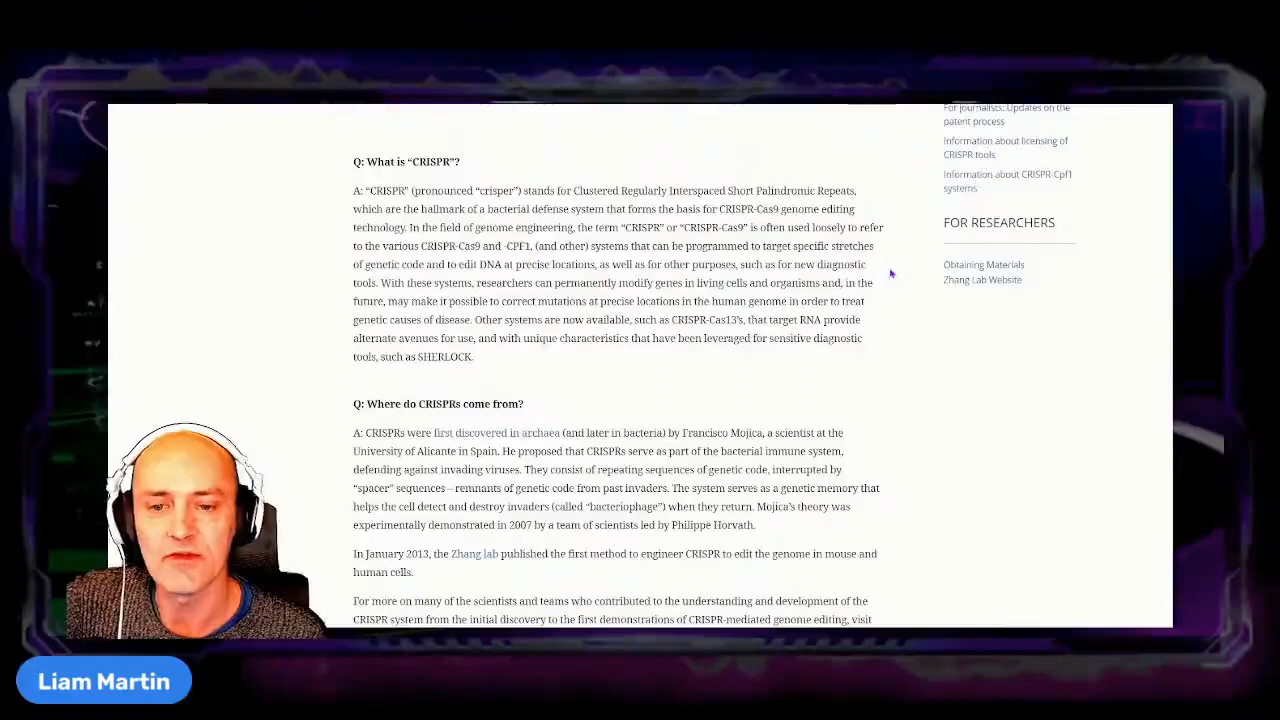 For journalists: Updates on the
patent process
Information about licensing of
CRISPR tools
Information about CRISPR Cpf1
systems
FOR RESEARCHERS
Obtaining Materials
Zhang Lab Website
Q: What is “CRISPR”?
A: “CRISPR” (pronounced “crisper”) stands for Clustered Regularly Interspaced Short Palindromic Repeats,
which are the hallmark of a bacterial defense system that forms the basis for CRISPR-Cas9 genome editing
technology. In the field of genome engineering, the term “CRISPR” or “CRISPR-Cas9” is often used loosely to refer
to the various CRISPR-Cas9 and -CPF1, (and other) systems that can be programmed to target specific stretches
of genetic code and to edit DNA at precise locations, as well as for other purposes, such as for new diagnostic
tools. With these systems, researchers can permanently modify genes in living cells and organisms and, in the
future, may make it possible to correct mutations at precise locations in the human genome in order to treat
genetic causes of disease. Other systems are now available, such as CRISPR-Cas13’s, that target RNA provide
alternate avenues for use, and with unique characteristics that have been leveraged for sensitive diagnostic
tools, such as SHERLOCK.
Q: Where do CRISPRs come from?
A: CRISPRs were first discovered in archaea (and later in bacteria) by Francisco Mojica, a scientist at the
University of Alicante in Spain. He proposed that CRISPRs serve as part of the bacterial immune system,
defending against invading viruses. They consist of repeating sequences of genetic code, interrupted by
“spacer” sequences – remnants of genetic code from past invaders. The system serves as a genetic memory that
helps the cell detect and destroy invaders (called “bacteriophage”) when they return. Mojica’s theory was
experimentally demonstrated in 2007 by a team of scientists led by Philippe Horvath.
In January 2013, the Zhang lab published the first method to engineer CRISPR to edit the genome in mouse and
human cells.
For more on many of the scientists and teams who contributed to the understanding and development of the
CRISPR system from the initial discovery to the first demonstrations of CRISPR-mediated genome editing, visit
Liam Martin